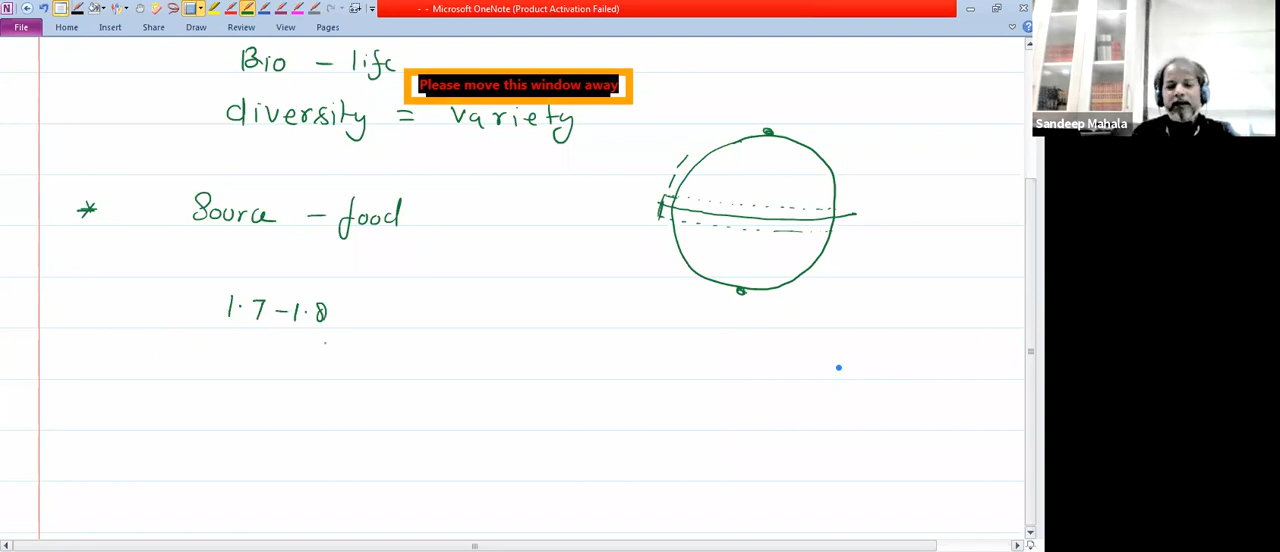 - - Microsoft OneNote (Product Activation Failed)
File Home Insert Share Draw Review View Pages
Bio - life
Please move this window away
diversity = variety
Sandeep Mahala
* Source - food
1.7 - 1.8